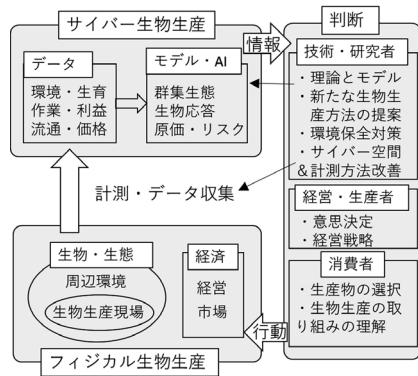 サイバー生物生産
データ
環境・生育
作業・利益
流通・価格
モデル・AI
群集生態
生物応答
原価・リスク
情報
判断
技術・研究者
・理論とモデル
・新たな生物生
産方法の提案
・環境保全対策
・サイバー空間
＆計測方法改善
経営・生産者
・意思決定
・経営戦略
消費者
・生産物の選択
・生物生産の取
り組みの理解
計測・データ収集
生物・生態
周辺環境
生物生産現場
経済
経営
市場
行動
フィジカル生物生産